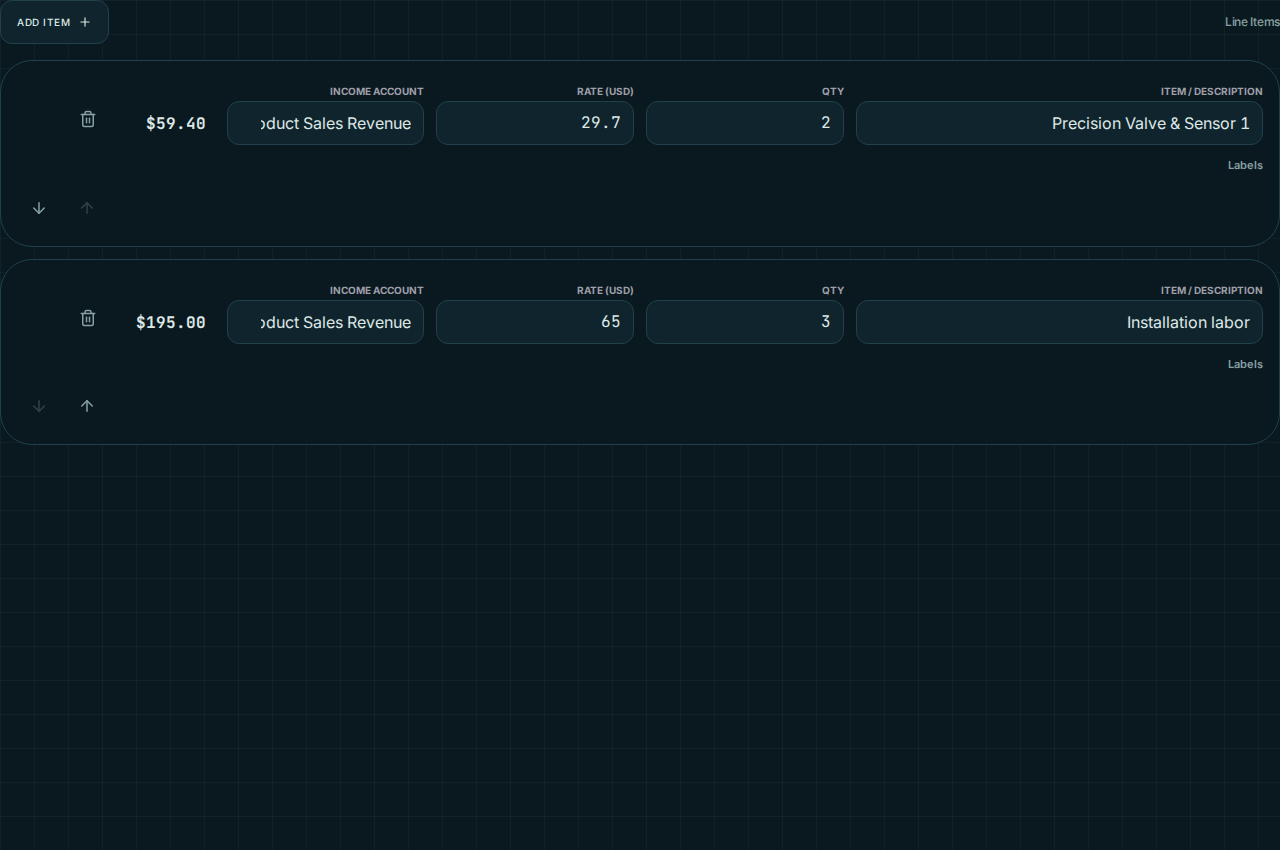 Line Items
ADD ITEM
ITEM / DESCRIPTION
QTY
RATE (USD)
INCOME ACCOUNT
Precision Valve & Sensor 1
2
29.7
Sales Revenue
$59.40
Labels
ITEM / DESCRIPTION
QTY
RATE (USD)
INCOME ACCOUNT
Installation labor
3
65
Sales Revenue
$195.00
Labels